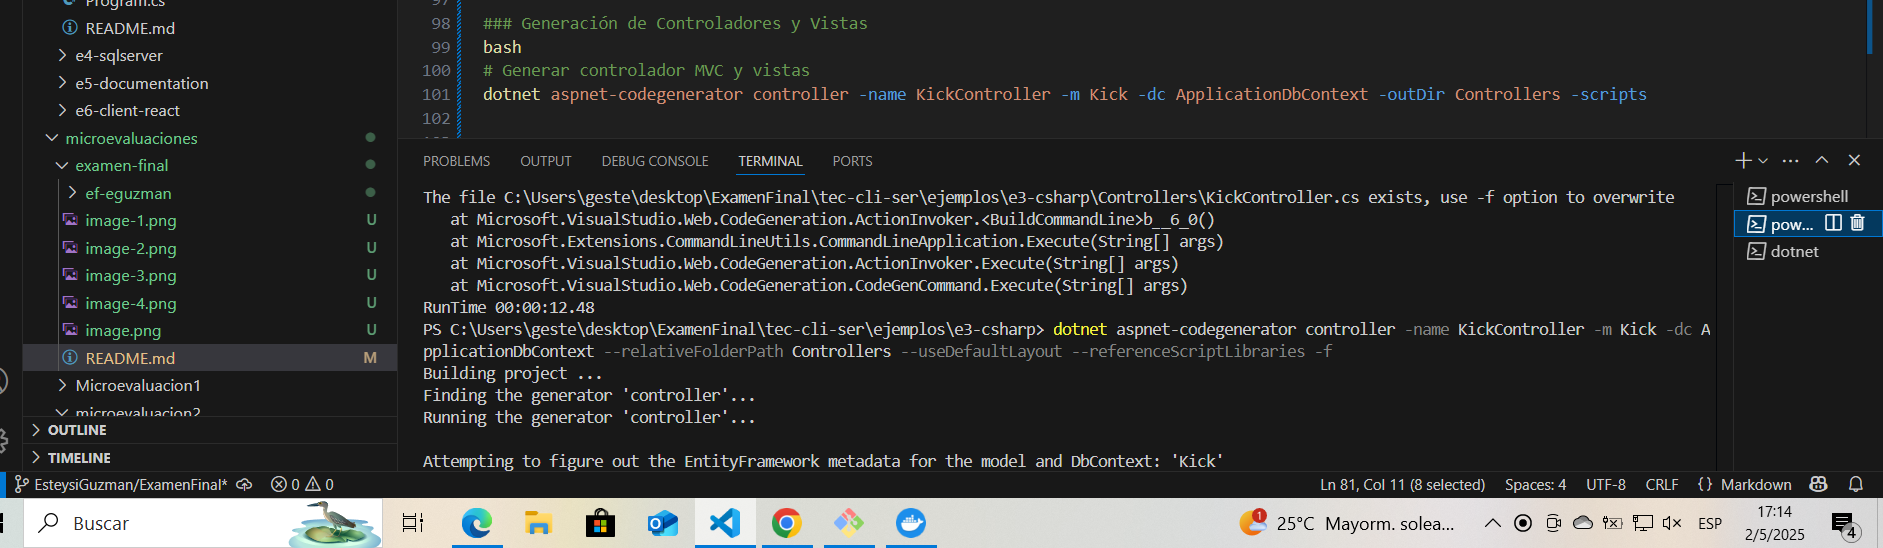 Program.cs
README.md
e4-sqlserver
e5-documentation
e6-client-react
microevaluaciones
examen-final
ef-eguzman
image-1.png U
image-2.png U
image-3.png U
image-4.png U
image.png U
README.md M
Microevaluacion1
microevaluacion2
OUTLINE
TIMELINE
97
98 ### Generación de Controladores y Vistas
99 bash
100 # Generar controlador MVC y vistas
101 dotnet aspnet-codegenerator controller -name KickController -m Kick -dc ApplicationDbContext -outDir Controllers -scripts
102
PROBLEMS OUTPUT DEBUG CONSOLE TERMINAL PORTS
The file C:\Users\geste\desktop\ExamenFinal\tec-cli-ser\ejemplos\e3-csharp\Controllers\KickController.cs exists, use -f option to overwrite
at Microsoft.VisualStudio.Web.CodeGeneration.ActionInvoker.<BuildCommandLine>b__6_0()
at Microsoft.Extensions.CommandLineUtils.CommandLineApplication.Execute(String[] args)
at Microsoft.VisualStudio.Web.CodeGeneration.ActionInvoker.Execute(String[] args)
at Microsoft.VisualStudio.Web.CodeGeneration.CodeGenCommand.Execute(String[] args)
RunTime 00:00:12.48
PS C:\Users\geste\desktop\ExamenFinal\tec-cli-ser\ejemplos\e3-csharp> dotnet aspnet-codegenerator controller -name KickController -m Kick -dc A
pplicationDbContext --relativeFolderPath Controllers --useDefaultLayout --referenceScriptLibraries -f
Building project ...
Finding the generator 'controller'...
Running the generator 'controller'...
Attempting to figure out the EntityFramework metadata for the model and DbContext: 'Kick'
powershell
pow...
dotnet
EsteysiGuzman/ExamenFinal* 0 0 Ln 81, Col 11 (8 selected) Spaces: 4 UTF-8 CRLF {} Markdown
Buscar
1
25°C Mayorm. solea...
ESP
17:14
2/5/2025
4